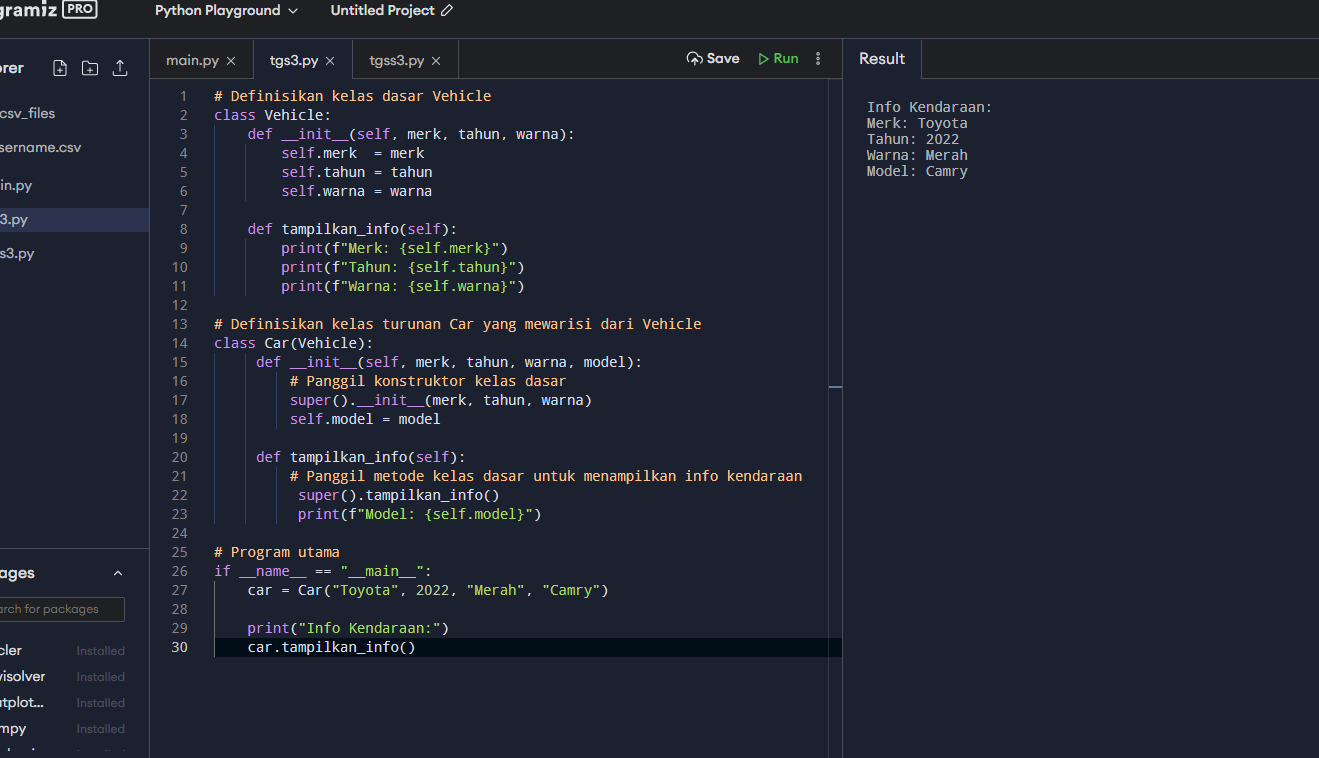 PRO
Python Playground
Untitled Project
main.py
tgs3.py
tgss3.py
Save
Run
Result
csv_files
3.py
1 # Definisikan kelas dasar Vehicle
2 class Vehicle:
3 def __init__(self, merk, tahun, warna):
4 self.merk  = merk
5 self.tahun = tahun
6 self.warna = warna
7
8 def tampilkan_info(self):
9 print(f"Merk: {self.merk}")
10 print(f"Tahun: {self.tahun}")
11 print(f"Warna: {self.warna}")
12
13 # Definisikan kelas turunan Car yang mewarisi dari Vehicle
14 class Car(Vehicle):
15 def __init__(self, merk, tahun, warna, model):
16 # Panggil konstruktor kelas dasar
17 super().__init__(merk, tahun, warna)
18 self.model = model
19
20 def tampilkan_info(self):
21 # Panggil metode kelas dasar untuk menampilkan info kendaraan
22 super().tampilkan_info()
23 print(f"Model: {self.model}")
24
25 # Program utama
26 if __name__ == "__main__":
27 car = Car("Toyota", 2022, "Merah", "Camry")
28
29 print("Info Kendaraan:")
30 car.tampilkan_info()
Info Kendaraan:
Merk: Toyota
Tahun: 2022
Warna: Merah
Model: Camry
for packages
Installed
Installed
Installed
Installed